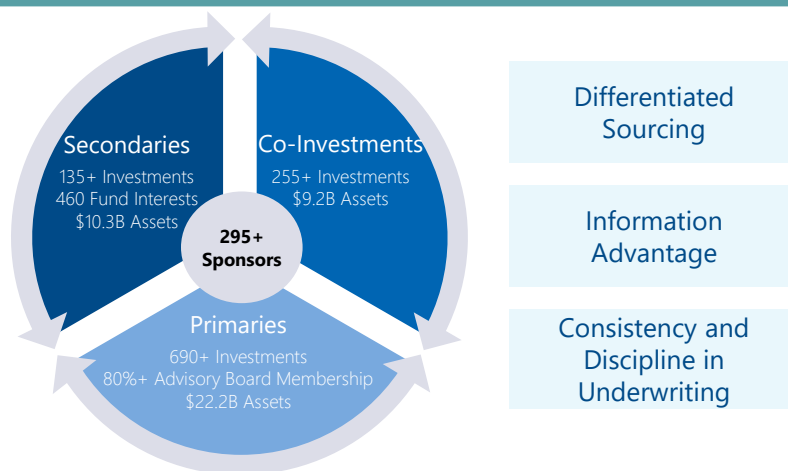 Secondaries
135+ Investments
460 Fund Interests
$10.3B Assets
Co-Investments
255+ Investments
$9.2B Assets
295+
Sponsors
Primaries
690+ Investments
80%+ Advisory Board Membership
$22.2B Assets
Differentiated
Sourcing
Information
Advantage
Consistency and
Discipline in
Underwriting